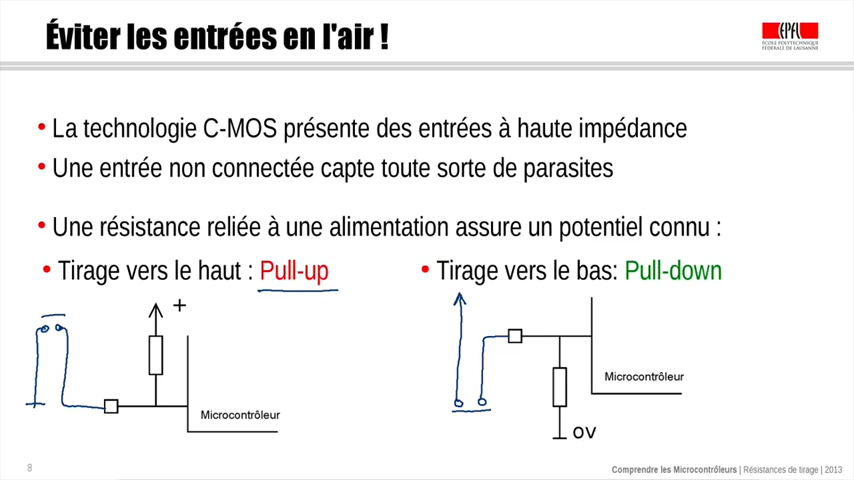 Éviter les entrées en l'air !
EPFL
ÉCOLE POLYTECHNIQUE
FÉDÉRALE DE LAUSANNE
• La technologie C-MOS présente des entrées à haute impédance
• Une entrée non connectée capte toute sorte de parasites
• Une résistance reliée à une alimentation assure un potentiel connu :
• Tirage vers le haut : Pull-up
• Tirage vers le bas: Pull-down
+
Microcontrôleur
Microcontrôleur
0V
8
Comprendre les Microcontrôleurs | Résistances de tirage | 2013